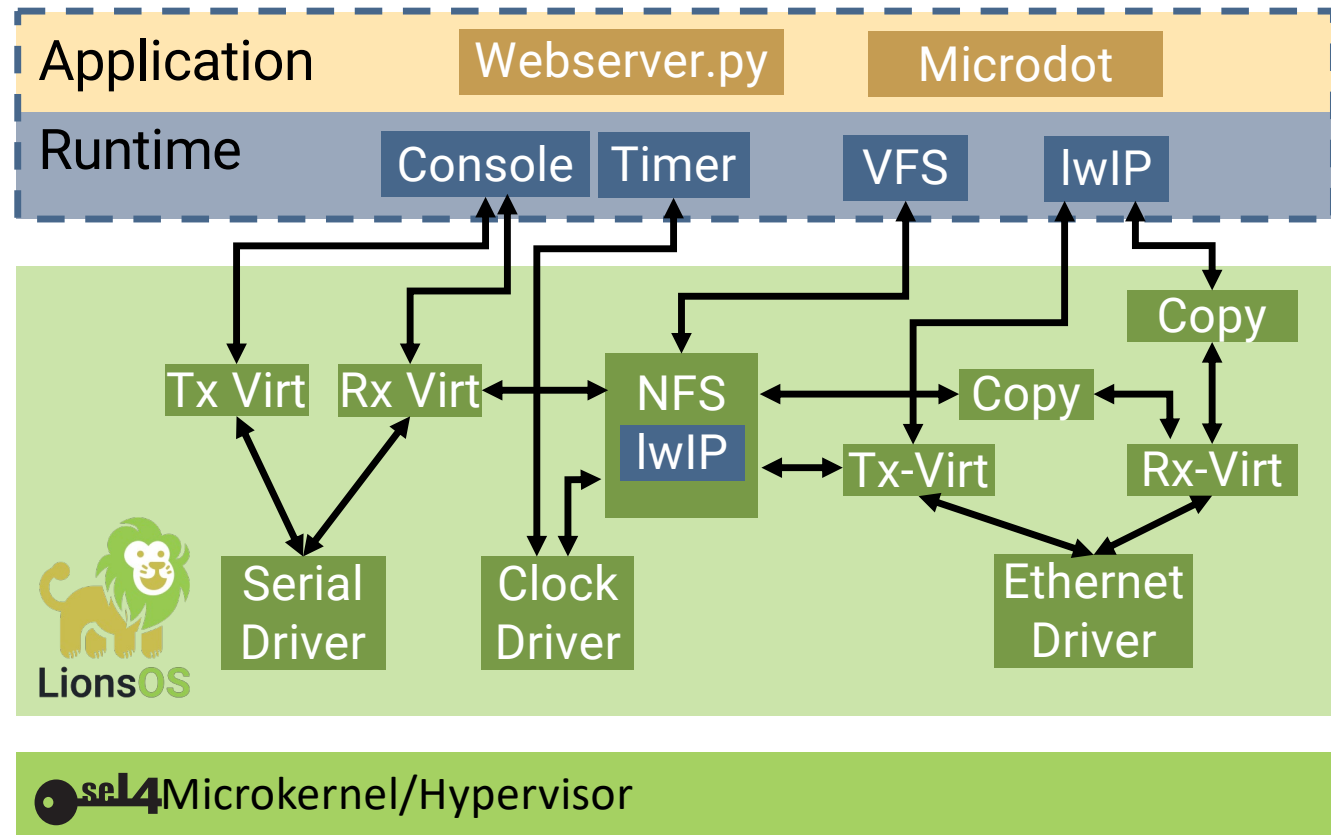 Application
Webserver.py
Microdot
Runtime
Console
Timer
VFS
lwIP
Copy
Tx Virt
Rx Virt
NFS
lwIP
Copy
Tx-Virt
Rx-Virt
Serial
Driver
Clock
Driver
Ethernet
Driver
LionsOS
seL4 Microkernel/Hypervisor